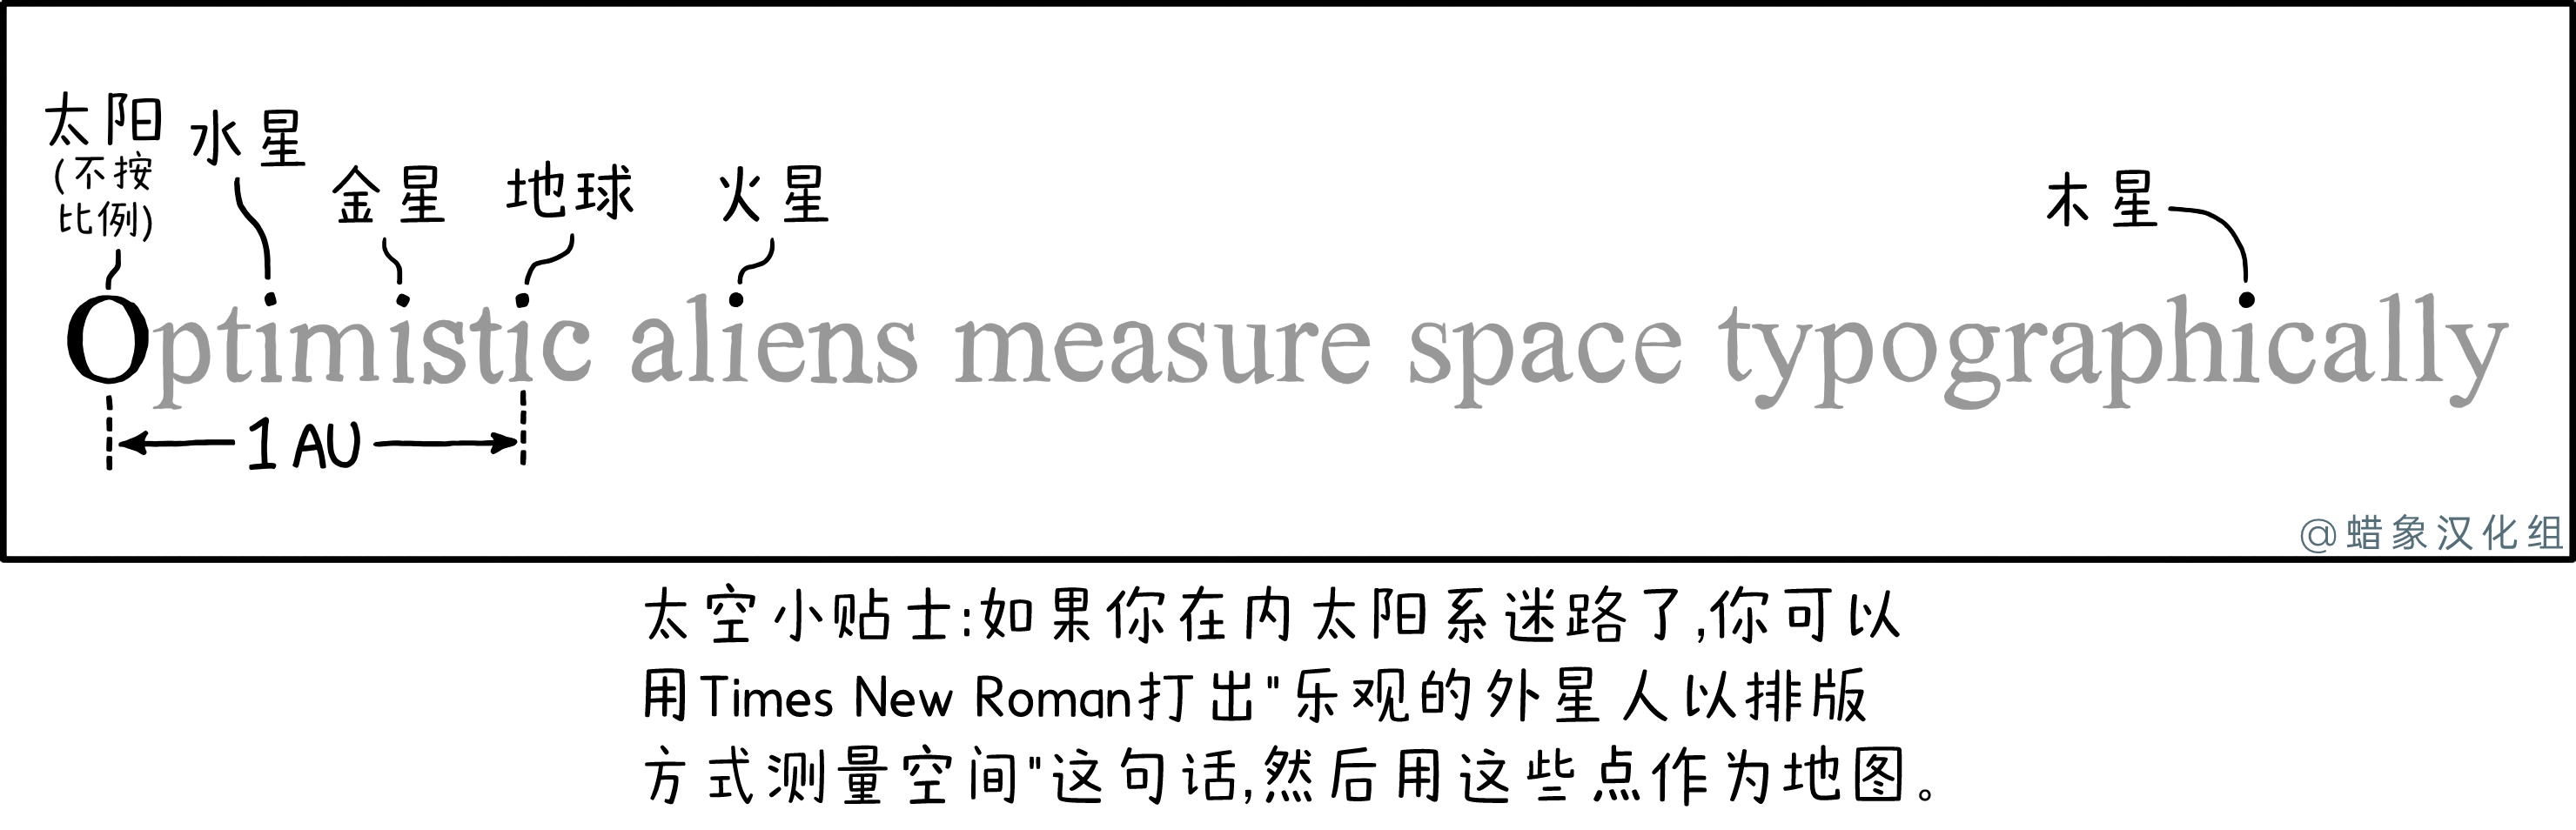 太阳
(不按
比例)
水星
金星
地球
火星
木星
Optimistic aliens measure space typographically
1 AU
@蜡象汉化组
太空小贴士:如果你在内太阳系迷路了,你可以
用Times New Roman打出"乐观的外星人以排版
方式测量空间"这句话,然后用这些点作为地图。